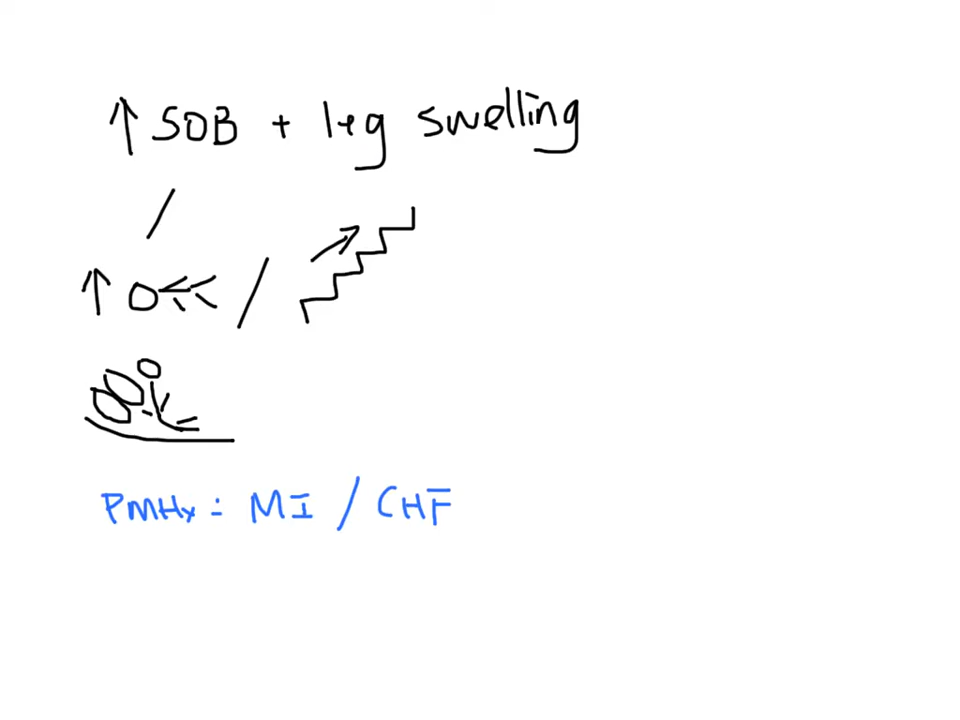 ↑ SOB + leg swelling
/
↑ /
PMHx: MI / CHF